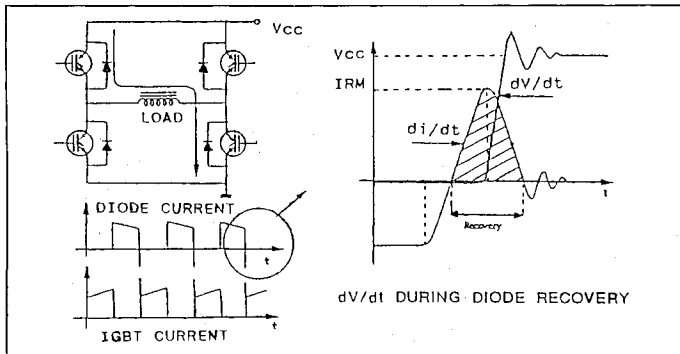 Vcc
LOAD
DIODE CURRENT
t
IGBT CURRENT
t
Vcc
IRM
dV/dt
di/dt
t
Recovery
dV/dt DURING DIODE RECOVERY